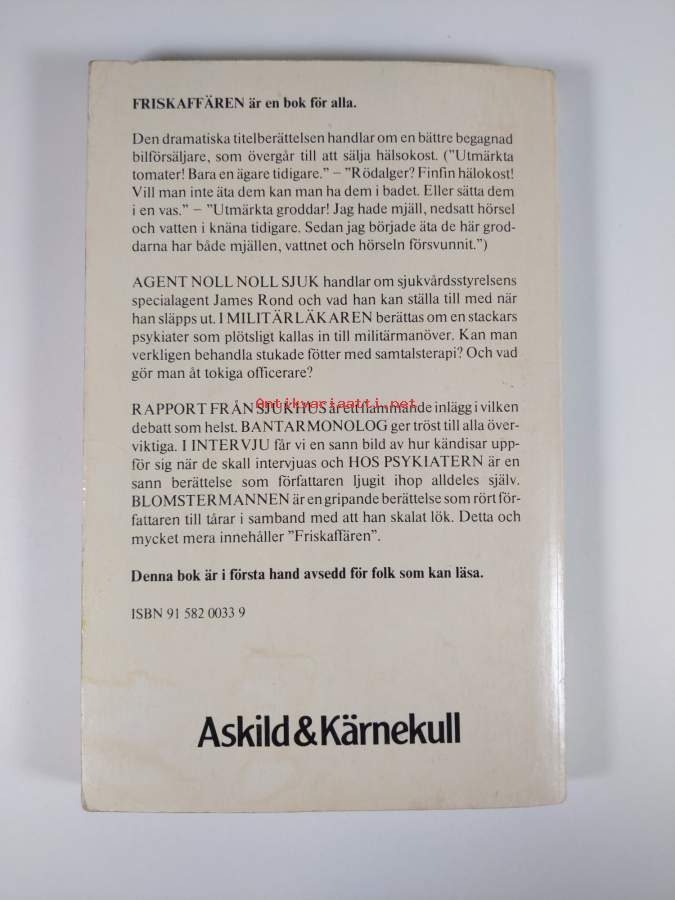 FRISKAFFÄREN är en bok för alla.
Den dramatiska titelberättelsen handlar om en bättre begagnad
bilförsäljare, som övergår till att sälja hälsokost. ("Utmärkta
tomater! Bara en ägare tidigare." – "Rödalger? Finfin hälokost!
Vill man inte äta dem kan man ha dem i badet. Eller sätta dem
i en vas." – "Utmärkta groddar! Jag hade mjäll, nedsatt hörsel
och vatten i knäna tidigare. Sedan jag började äta de här grod-
darna har både mjällen, vattnet och hörseln försvunnit.")
AGENT NOLL NOLL SJUK handlar om sjukvårdsstyrelsens
specialagent James Rond och vad han kan ställa till med när
han släpps ut. I MILITÄRLÄKAREN berättas om en stackars
psykiater som plötsligt kallas in till militärmanöver. Kan man
verkligen behandla stukade fötter med samtalsterapi? Och vad
gör man åt tokiga officerare?
Antikvariaatti.net
RAPPORT FRÅN SJUKHUS är ett flammande inlägg i vilken
debatt som helst. BANTARMONOLOG ger tröst till alla över-
viktiga. I INTERVJU får vi en sann bild av hur kändisar upp-
för sig när de skall intervjuas och HOS PSYKIATERN är en
sann berättelse som författaren ljugit ihop alldeles själv.
BLOMSTERMANNEN är en gripande berättelse som rört för-
fattaren till tårar i samband med att han skalat lök. Detta och
mycket mera innehåller "Friskaffären".
Denna bok är i första hand avsedd för folk som kan läsa.
ISBN 91 582 0033 9
Askild & Kärnekull